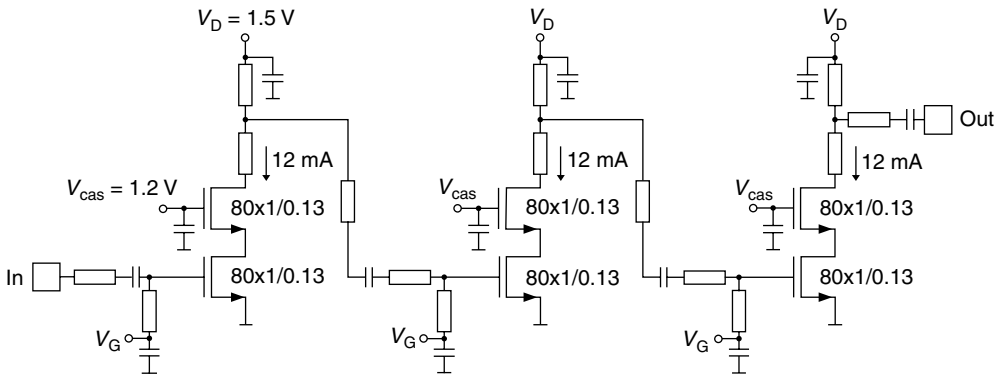 V_D = 1.5 V
V_D
V_D
Out
12 mA
12 mA
12 mA
V_cas = 1.2 V
V_cas
V_cas
80x1/0.13
80x1/0.13
80x1/0.13
In
80x1/0.13
80x1/0.13
80x1/0.13
V_G
V_G
V_G